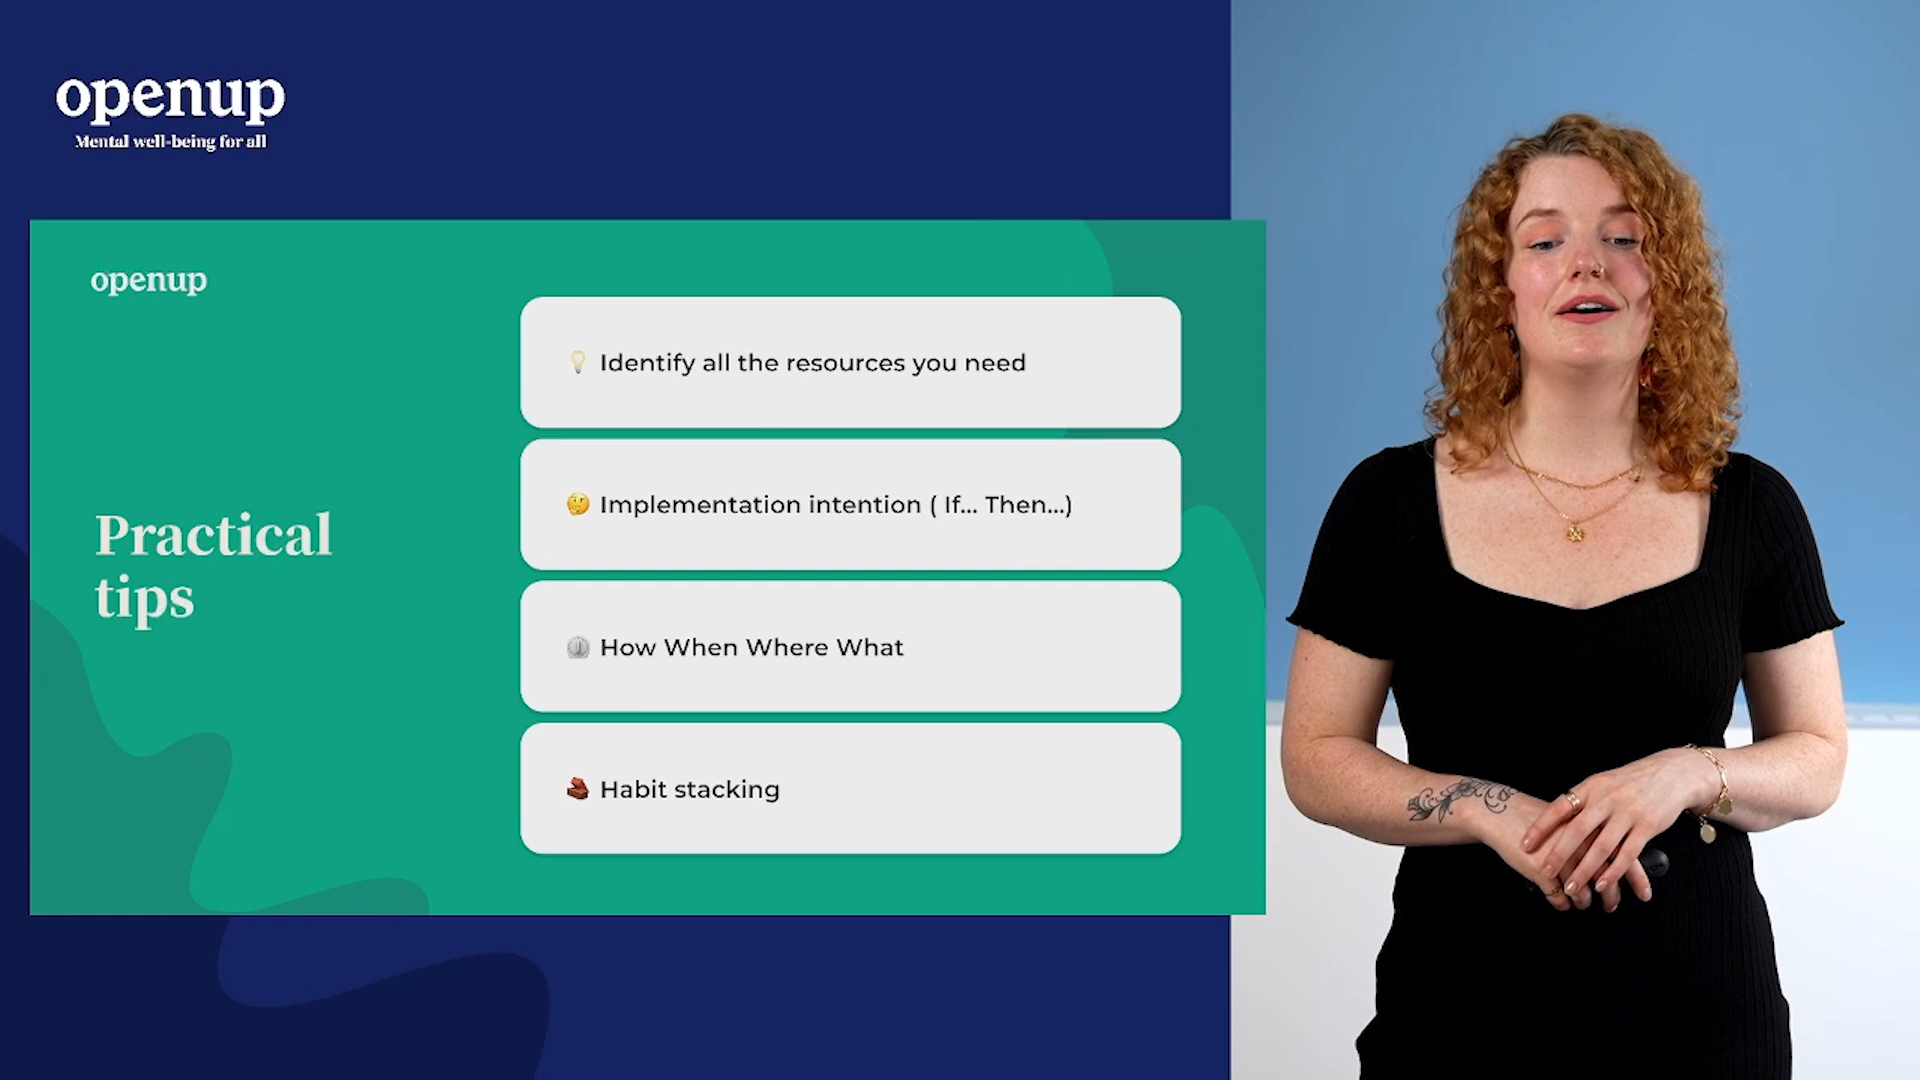 openup
Mental well-being for all
openup
Practical
tips
Identify all the resources you need
Implementation intention ( If... Then...)
How When Where What
Habit stacking